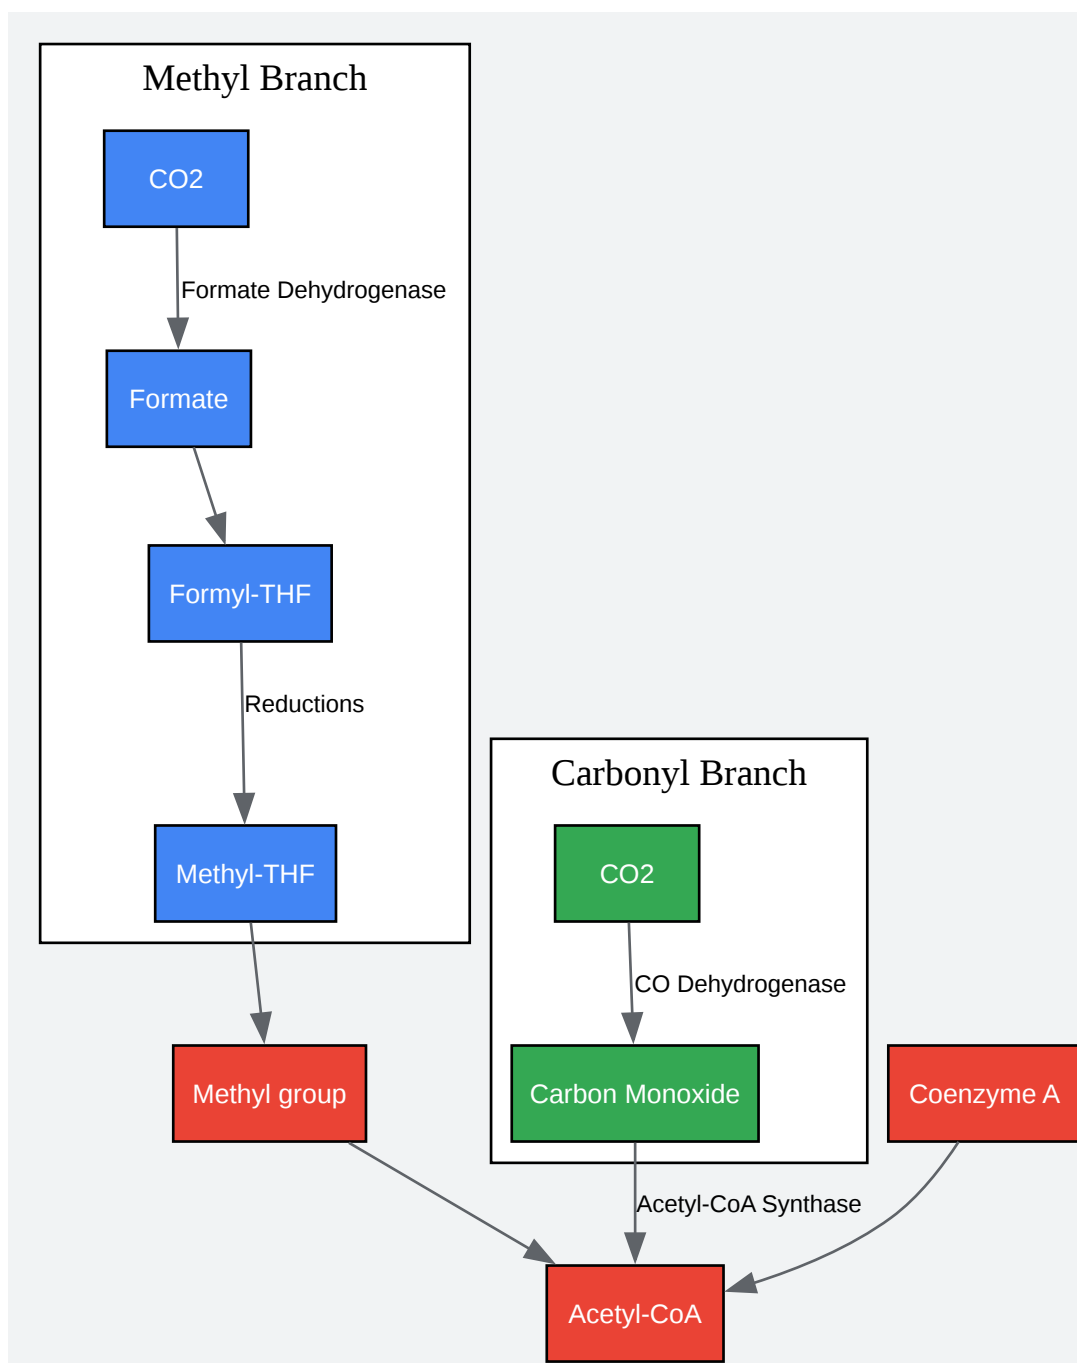 Methyl Branch
CO2
Formate Dehydrogenase
Formate
Formyl-THF
Reductions
Methyl-THF
Carbonyl Branch
CO2
CO Dehydrogenase
Methyl group
Carbon Monoxide
Coenzyme A
Acetyl-CoA Synthase
Acetyl-CoA